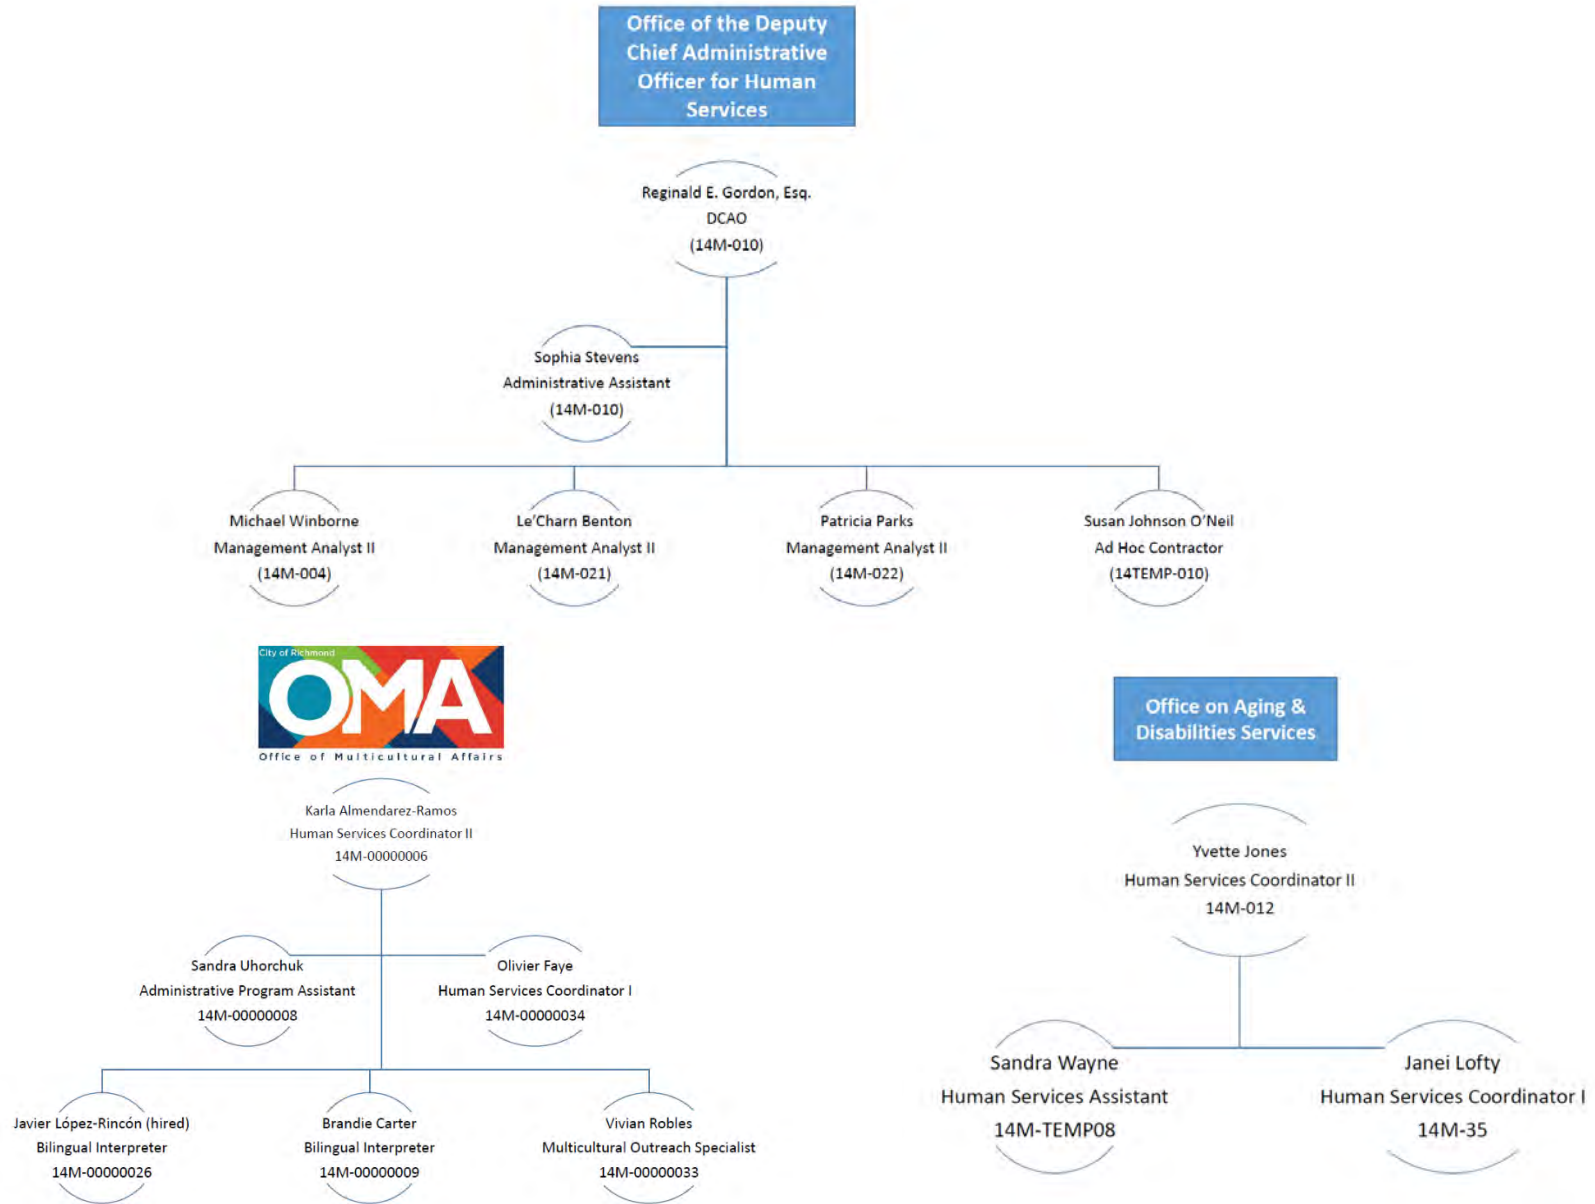 Office of the Deputy
Chief Administrative
Officer for Human
Services
Reginald E. Gordon, Esq.
DCAO
(14M-010)
Sophia Stevens
Administrative Assistant
(14M-010)
Michael Winborne
Management Analyst II
(14M-004)
Le'Charn Benton
Management Analyst II
(14M-021)
Patricia Parks
Management Analyst II
(14M-022)
Susan Johnson O'Neil
Ad Hoc Contractor
(14TEMP-010)
City of Richmond
OMA
Office of Multicultural Affairs
Karla Almendarez-Ramos
Human Services Coordinator II
14M-00000006
Sandra Uhorchuk
Administrative Program Assistant
14M-00000008
Olivier Faye
Human Services Coordinator I
14M-00000034
Javier López-Rincón (hired)
Bilingual Interpreter
14M-00000026
Brandie Carter
Bilingual Interpreter
14M-00000009
Vivian Robles
Multicultural Outreach Specialist
14M-00000033
Office on Aging &
Disabilities Services
Yvette Jones
Human Services Coordinator II
14M-012
Sandra Wayne
Human Services Assistant
14M-TEMP08
Janei Lofty
Human Services Coordinator I
14M-35